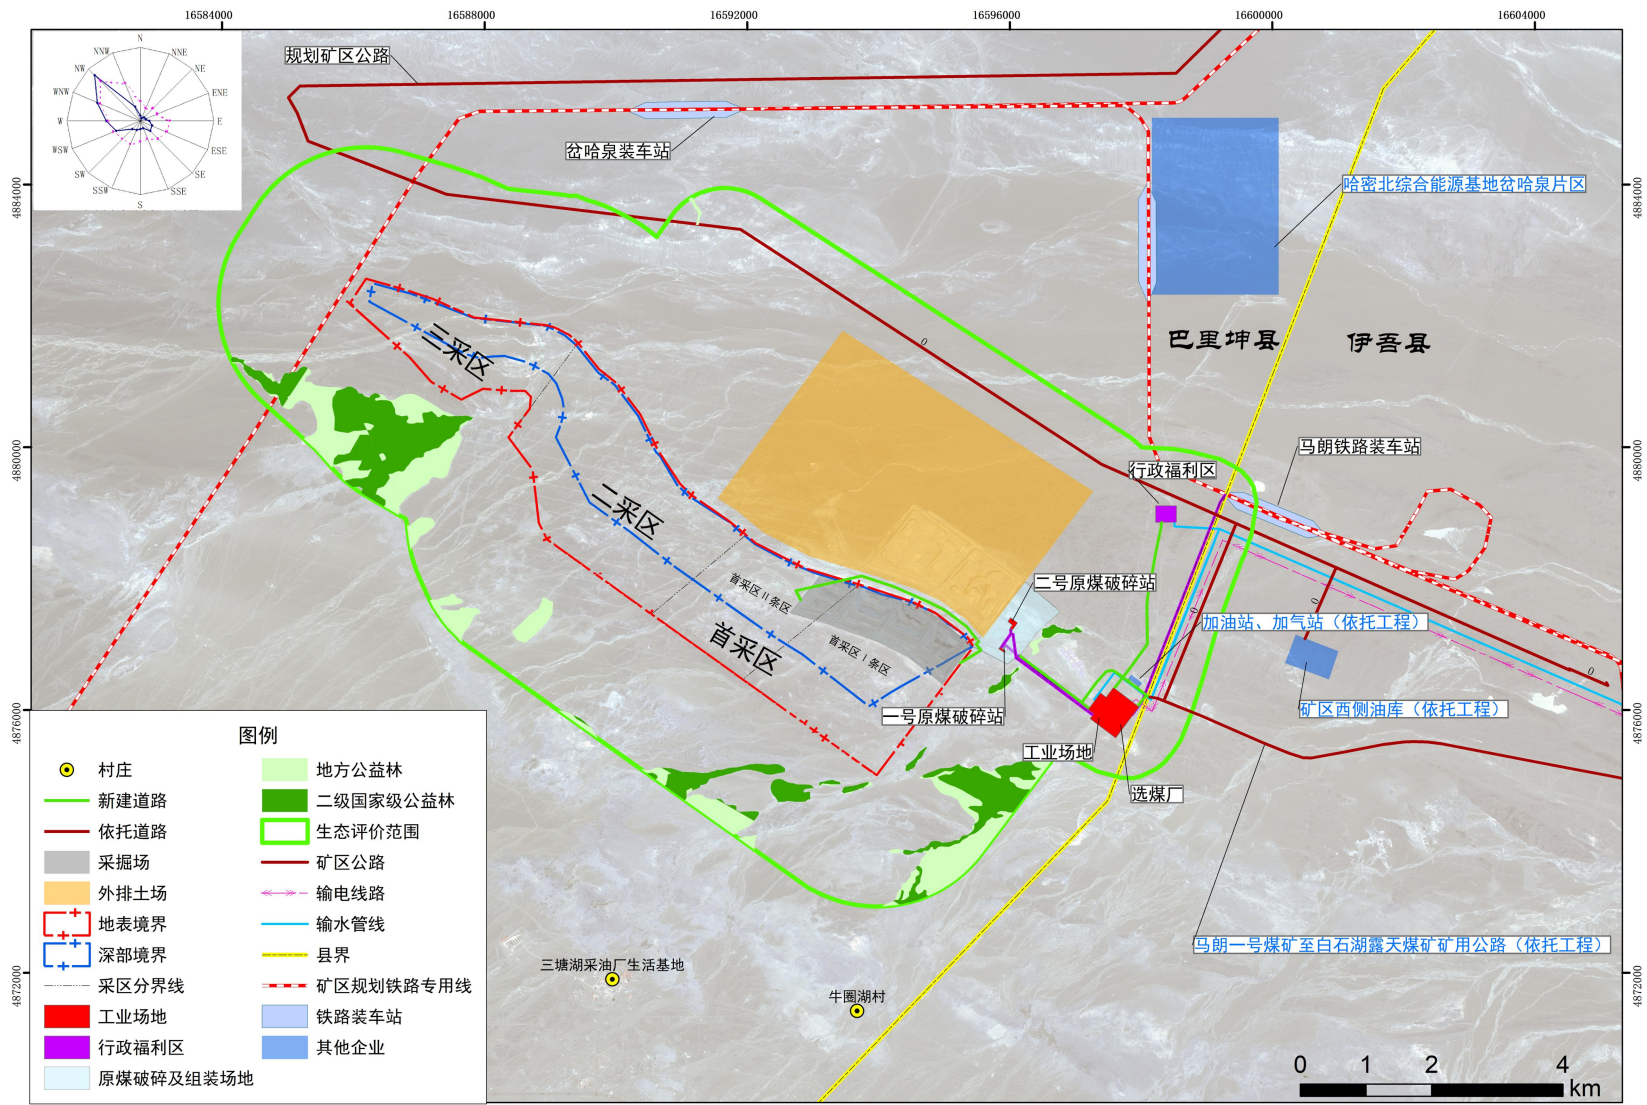 16584000
16588000
16592000
16596000
16600000
16604000
N
NNW
NNE
NW
NE
WNW
ENE
W
E
WSW
ESE
SW
SE
SSW
SSE
S
规划矿区公路
岔哈泉装车站
哈密北综合能源基地岔哈泉片区
4884000
4884000
巴里坤县
伊吾县
0
三采区
4880000
4880000
马朗铁路装车站
行政福利区
二采区
首采区Ⅱ条区
二号原煤破碎站
0
0
加油站、加气站（依托工程）
首采区
首采区Ⅰ条区
0
4876000
4876000
一号原煤破碎站
矿区西侧油库（依托工程）
工业场地
选煤厂
马朗一号煤矿至白石湖露天煤矿矿用公路（依托工程）
三塘湖采油厂生活基地
牛圈湖村
4872000
4872000
图例
村庄
地方公益林
新建道路
二级国家级公益林
依托道路
生态评价范围
采掘场
矿区公路
外排土场
输电线路
地表境界
输水管线
深部境界
县界
采区分界线
矿区规划铁路专用线
工业场地
铁路装车站
行政福利区
其他企业
原煤破碎及组装场地
0 1 2 4
km